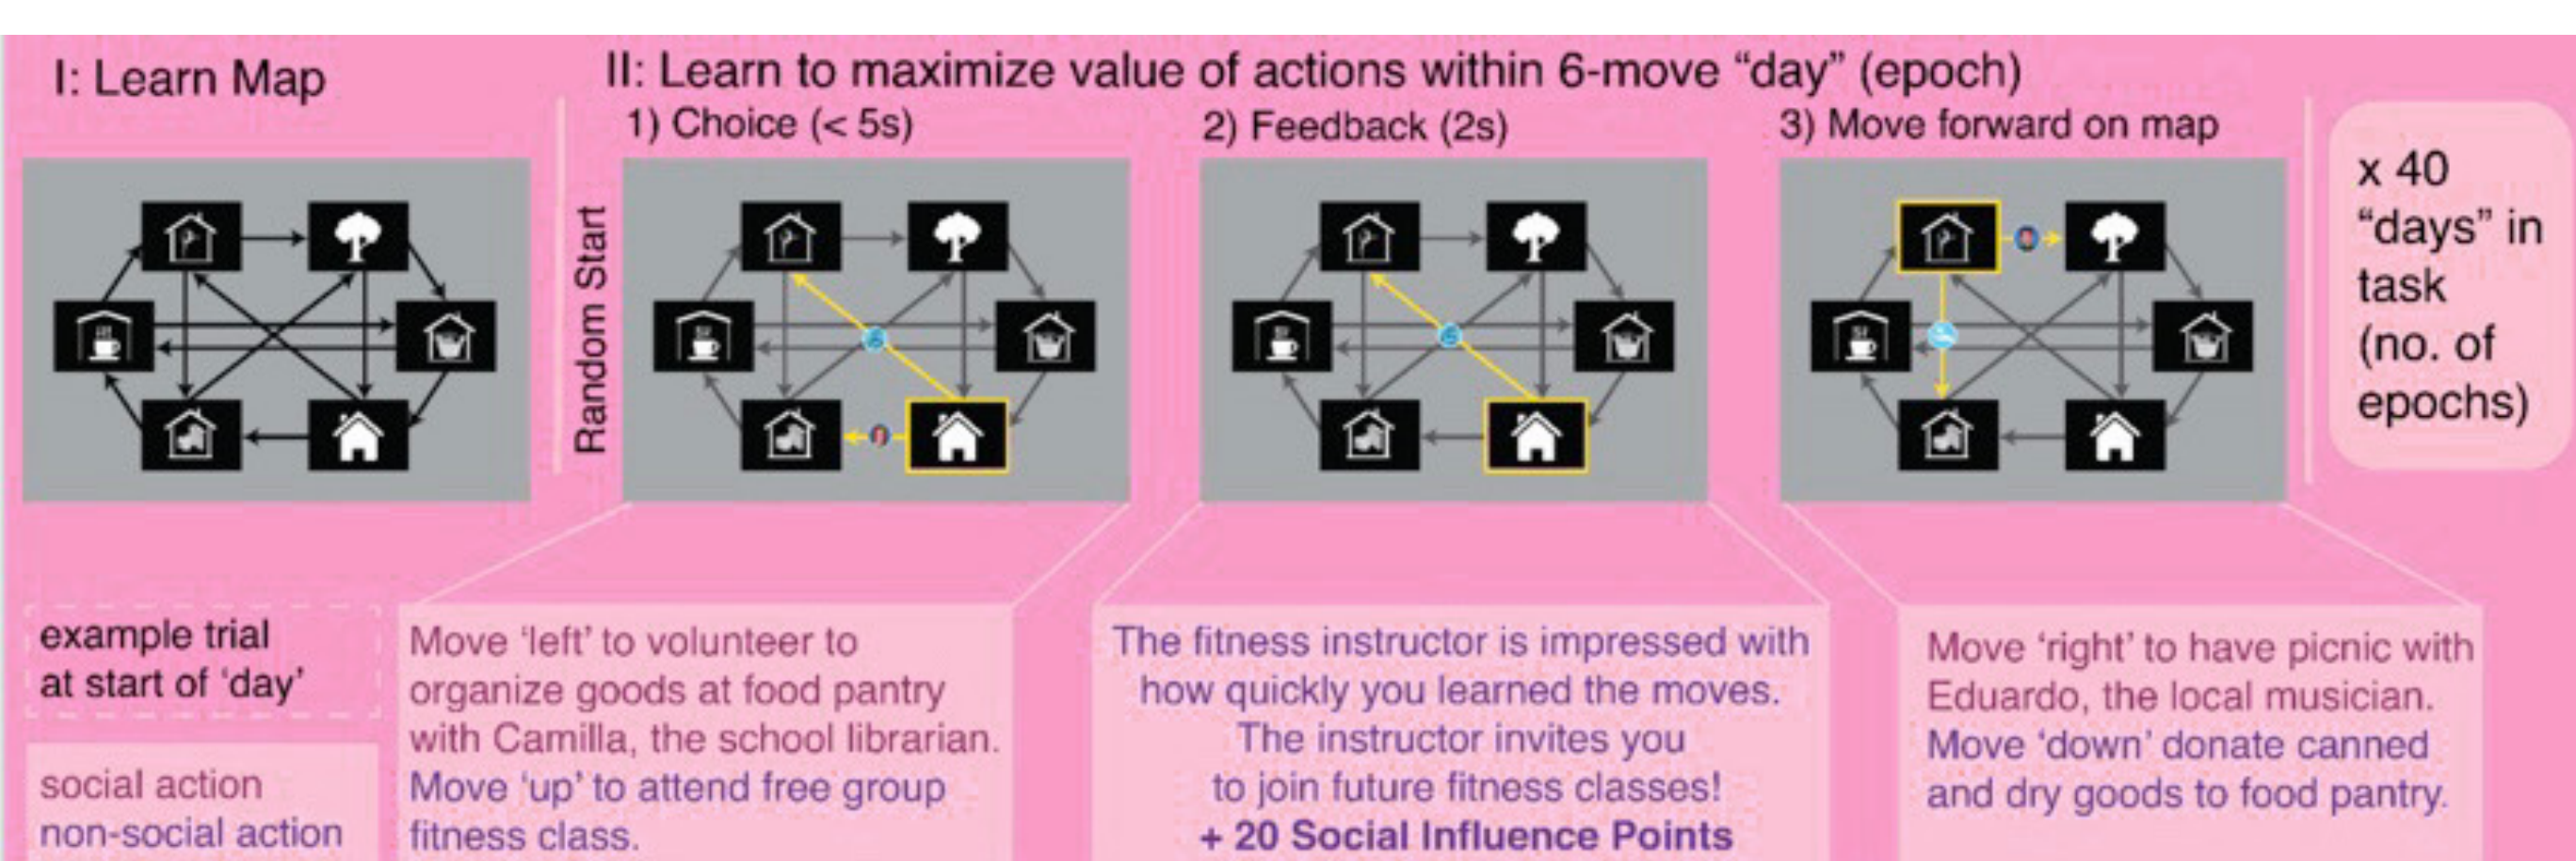 I: Learn Map
II: Learn to maximize value of actions within 6-move “day” (epoch)
1) Choice (< 5s)
2) Feedback (2s)
3) Move forward on map
Random Start
x 40
“days” in
task
(no. of
epochs)
example trial
at start of ‘day’
social action
non-social action
Move ‘left’ to volunteer to
organize goods at food pantry
with Camilla, the school librarian.
Move ‘up’ to attend free group
fitness class.
The fitness instructor is impressed with
how quickly you learned the moves.
The instructor invites you
to join future fitness classes!
+ 20 Social Influence Points
Move ‘right’ to have picnic with
Eduardo, the local musician.
Move ‘down’ donate canned
and dry goods to food pantry.